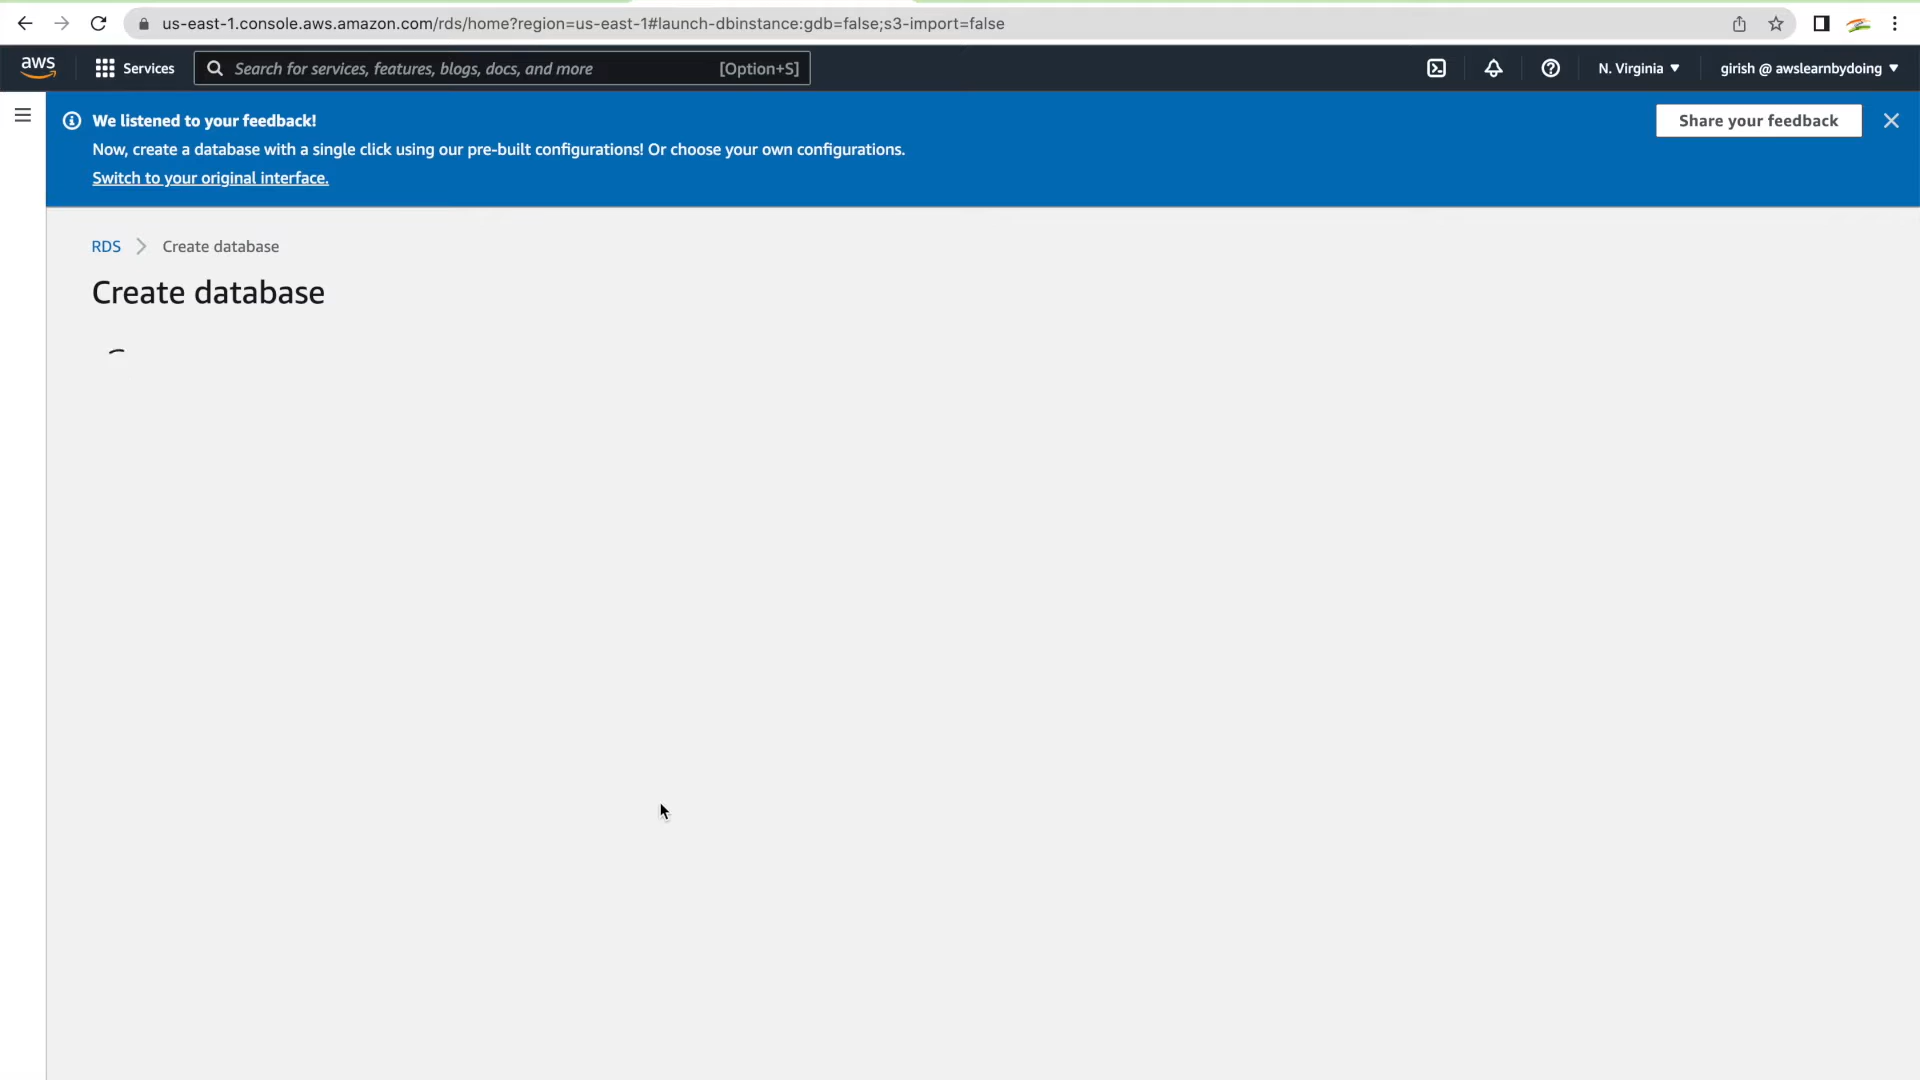 us-east-1.console.aws.amazon.com/rds/home?region=us-east-1#launch-dbinstance:gdb=false;s3-import=false
aws Services Search for services, features, blogs, docs, and more [Option+S] N. Virginia girish @ awslearnbydoing
We listened to your feedback! Share your feedback
Now, create a database with a single click using our pre-built configurations! Or choose your own configurations.
Switch to your original interface.
RDS Create database
Create database